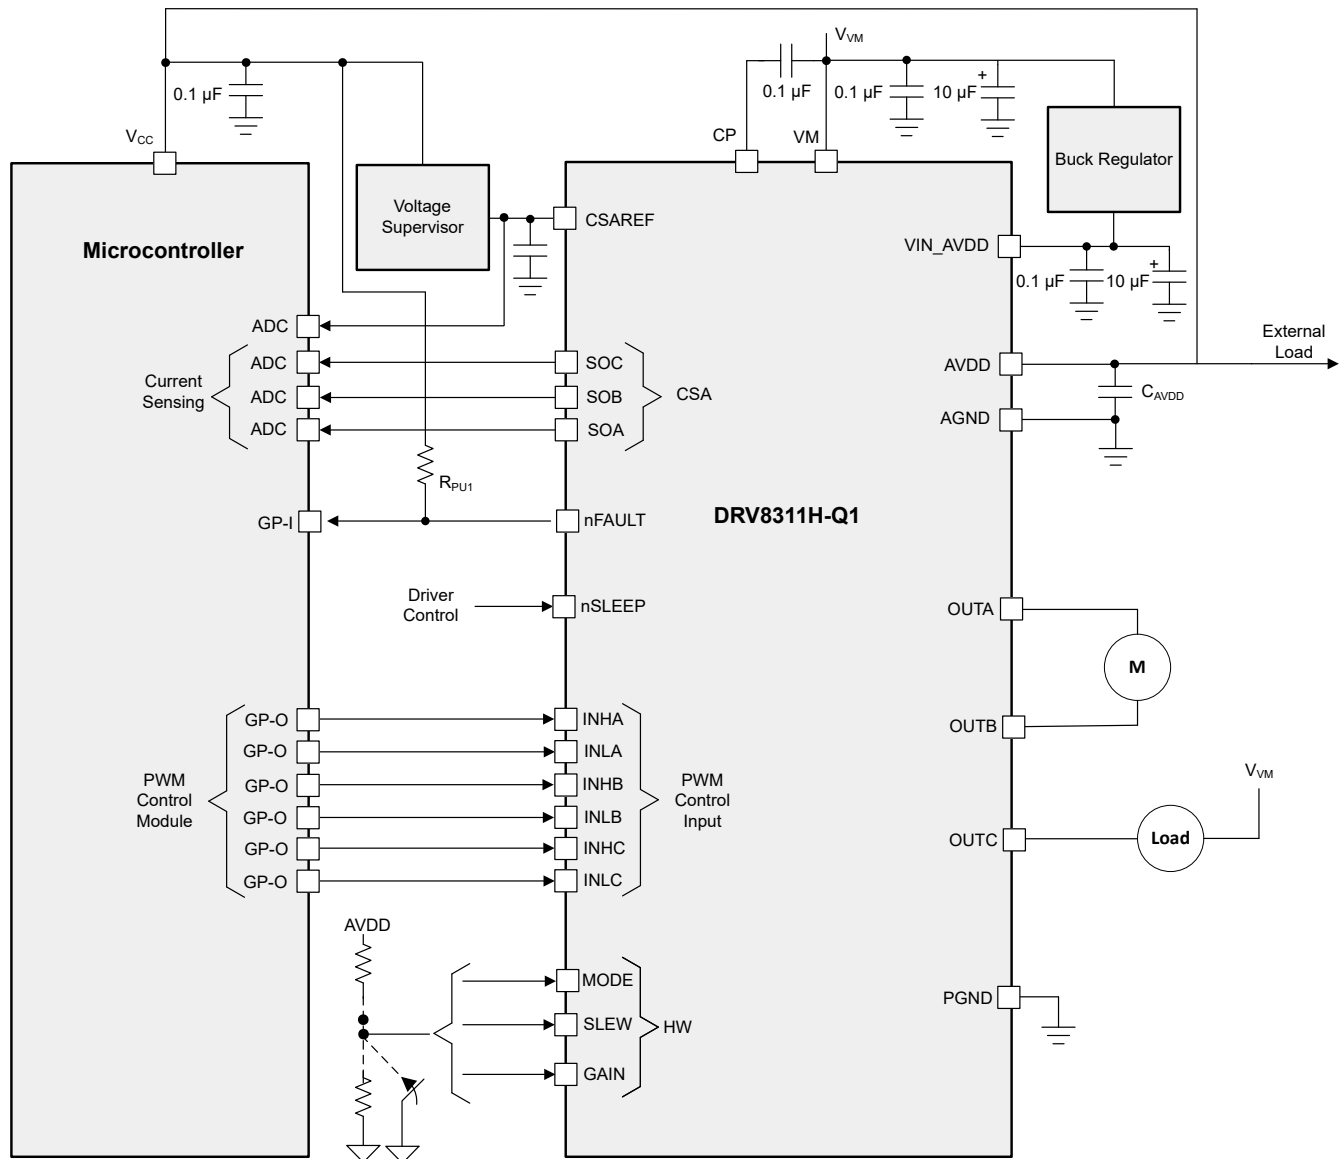 V_VM
0.1 µF
0.1 µF
0.1 µF
+
10 µF
V_CC
CP
VM
Buck Regulator
Voltage
Supervisor
CSAREF
Microcontroller
VIN_AVDD
0.1 µF
+
10 µF
ADC
External
Load
ADC
SOC
AVDD
Current
Sensing
ADC
SOB
CSA
C_AVDD
ADC
SOA
AGND
R_PU1
GP-I
nFAULT
DRV8311H-Q1
Driver
Control
nSLEEP
OUTA
M
GP-O
INHA
OUTB
GP-O
INLA
PWM
Control
Module
GP-O
INHB
PWM
Control
Input
V_VM
GP-O
INLB
GP-O
INHC
OUTC
Load
GP-O
INLC
AVDD
MODE
PGND
SLEW
HW
GAIN